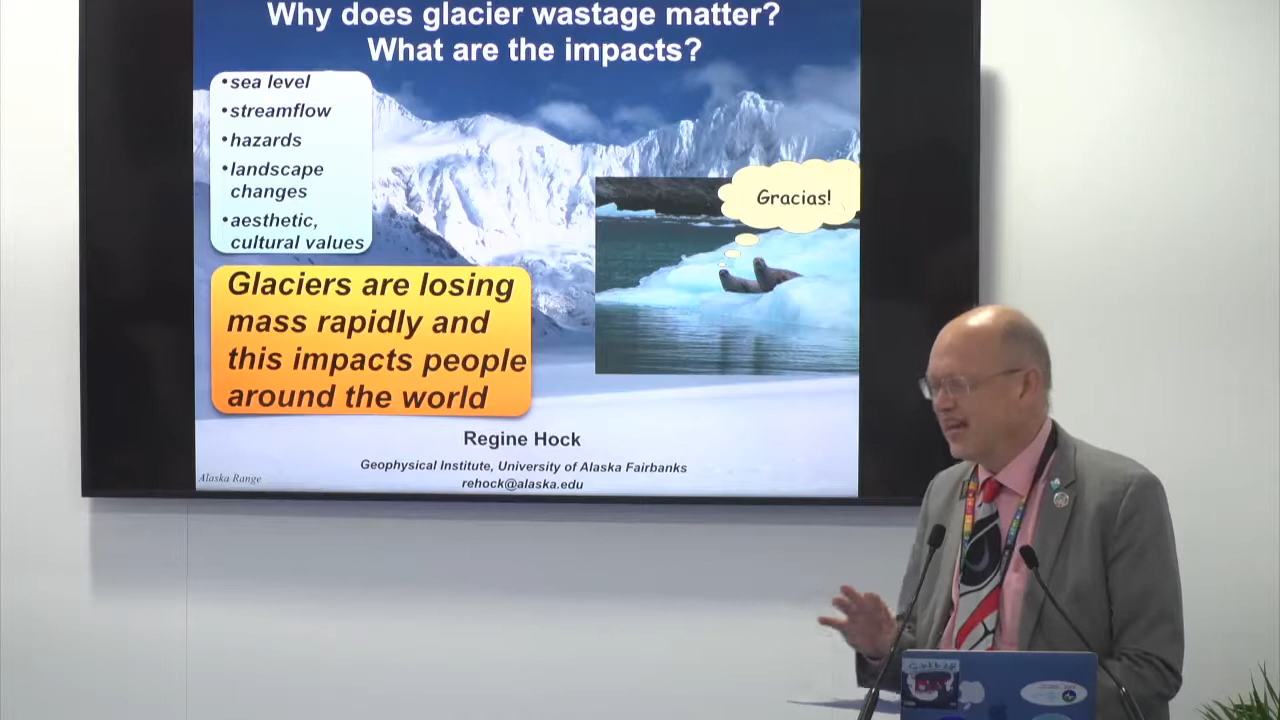 Why does glacier wastage matter?
What are the impacts?
•sea level
•streamflow
•hazards
•landscape
changes
•aesthetic,
cultural values
Gracias!
Glaciers are losing
mass rapidly and
this impacts people
around the world
Regine Hock
Geophysical Institute, University of Alaska Fairbanks
rehock@alaska.edu
Alaska Range